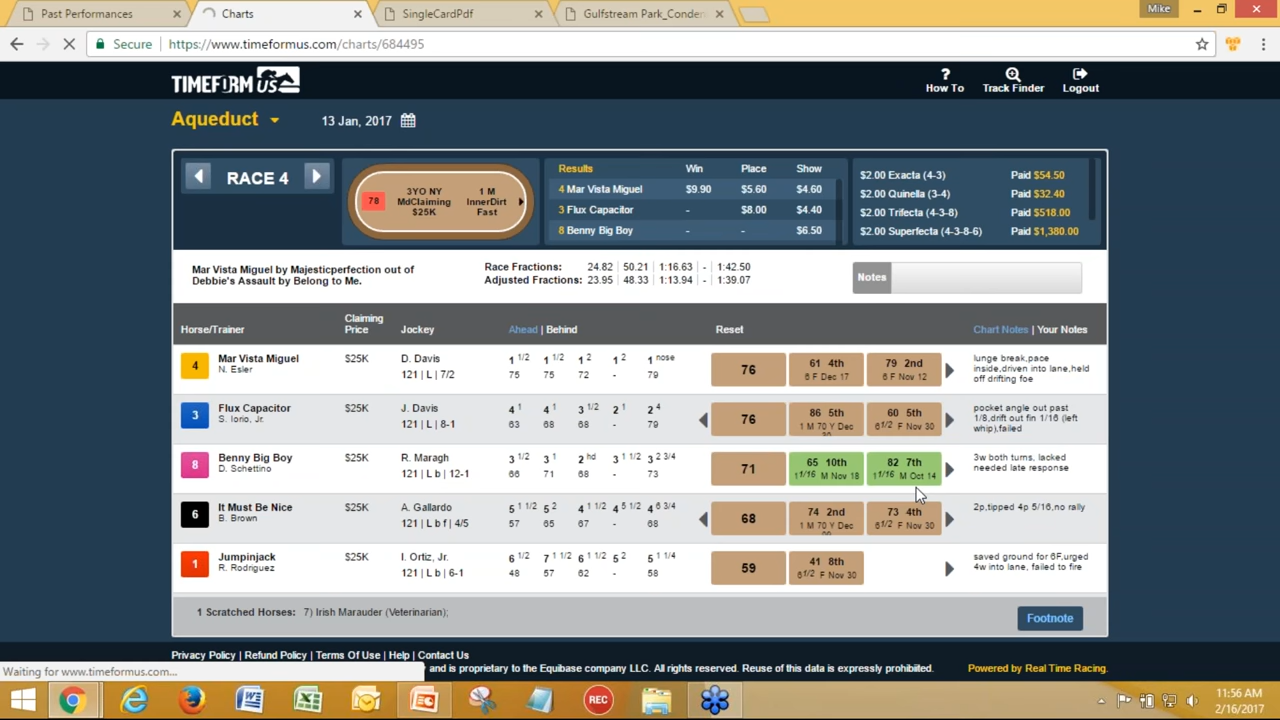 Past Performances
Charts
SingleCardPdf
Gulfstream Park_Conden
Mike
Secure https://www.timeformus.com/charts/684495
TIMEFORM US
? How To
Track Finder
Logout
Aqueduct
13 Jan, 2017
RACE 4
78
3YO NY
MdClaiming
$25K
1 M
InnerDirt
Fast
Results Win Place Show
4 Mar Vista Miguel $9.90 $5.60 $4.60
3 Flux Capacitor - $8.00 $4.40
8 Benny Big Boy - - $6.50
$2.00 Exacta (4-3) Paid $54.50
$2.00 Quinella (3-4) Paid $32.40
$2.00 Trifecta (4-3-8) Paid $518.00
$2.00 Superfecta (4-3-8-6) Paid $1,380.00
Mar Vista Miguel by Majesticperfection out of
Debbie's Assault by Belong to Me.
Race Fractions: 24.82 | 50.21 | 1:16.63 | - | 1:42.50
Adjusted Fractions: 23.95 | 48.33 | 1:13.94 | - | 1:39.07
Notes
Horse/Trainer
Claiming
Price
Jockey
Ahead | Behind
Reset
Chart Notes | Your Notes
4
Mar Vista Miguel
N. Esler
$25K
D. Davis
121 | L | 7/2
1 1/2 1 1/2 1 2 1 2 1 nose
75 75 72 - 79
76
61 4th
6 F Dec 17
79 2nd
6 F Nov 12
lunge break,pace
inside,driven into lane,held
off drifting foe
3
Flux Capacitor
S. Iorio, Jr.
$25K
J. Davis
121 | L | 8-1
4 1 4 1 3 1/2 2 1 2 4
63 68 68 - 79
76
86 5th
1 M 70 Y Dec
30
60 5th
6 1/2 F Nov 30
pocket angle out past
1/8,drift out fin 1/16 (left
whip),failed
8
Benny Big Boy
D. Schettino
$25K
R. Maragh
121 | L b | 12-1
3 1/2 3 1 2 hd 3 1 1/2 3 2 3/4
66 71 68 - 73
71
65 10th
1 1/16 M Nov 18
82 7th
1 1/16 M Oct 14
3w both turns, lacked
needed late response
6
It Must Be Nice
B. Brown
$25K
A. Gallardo
121 | L b f | 4/5
5 1 1/2 5 2 4 1 1/2 4 5 1/2 4 6 3/4
57 65 67 - 68
68
74 2nd
1 M 70 Y Dec
73 4th
6 1/2 F Nov 30
2p,tipped 4p 5/16,no rally
1
Jumpinjack
R. Rodriguez
$25K
I. Ortiz, Jr.
121 | L b | 6-1
6 1/2 7 1 1/2 6 1 1/2 5 2 5 1 1/4
48 57 62 - 58
59
41 8th
6 1/2 F Nov 30
saved ground for 6F,urged
4w into lane, failed to fire
1 Scratched Horses: 7) Irish Marauder (Veterinarian);
Footnote
Privacy Policy | Refund Policy | Terms Of Use | Help | Contact Us
Waiting for www.timeformus.com...
and is proprietary to the Equibase company LLC. All rights reserved. Reuse of this data is expressly prohibited.
Powered by Real Time Racing.
REC
11:56 AM
2/16/2017